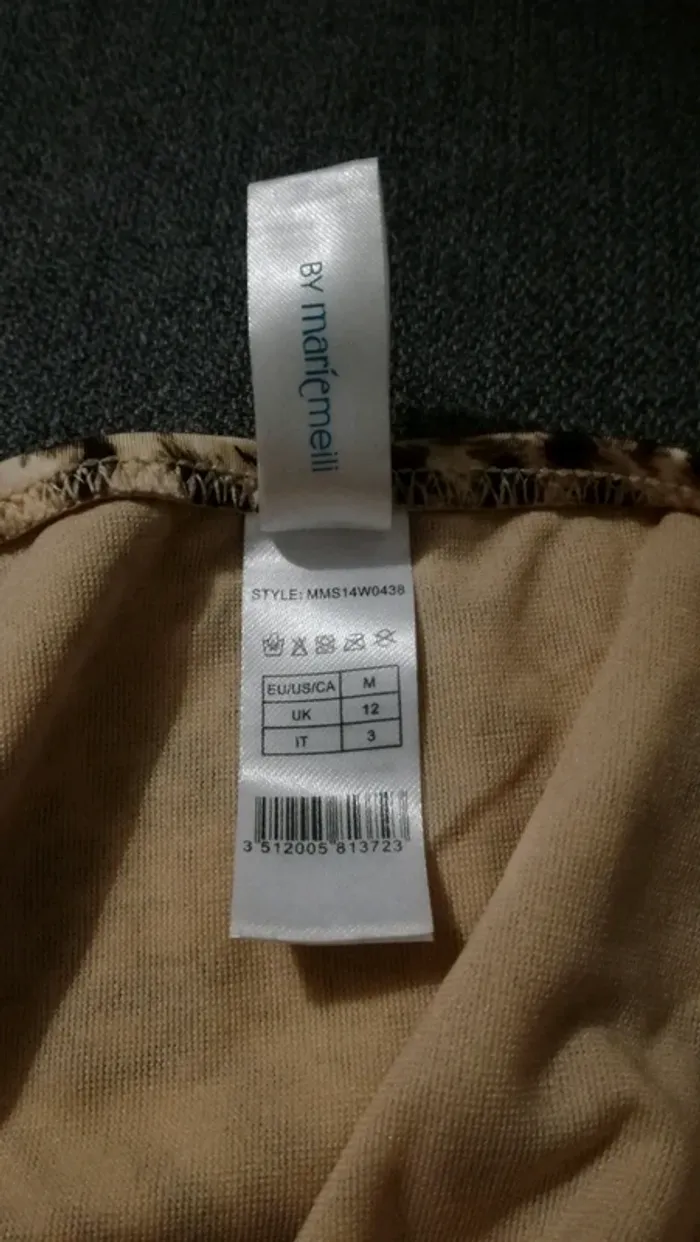 BY mariemeili
STYLE: MMS14W0438
EU/US/CA M
UK 12
IT 3
3 512005 813723